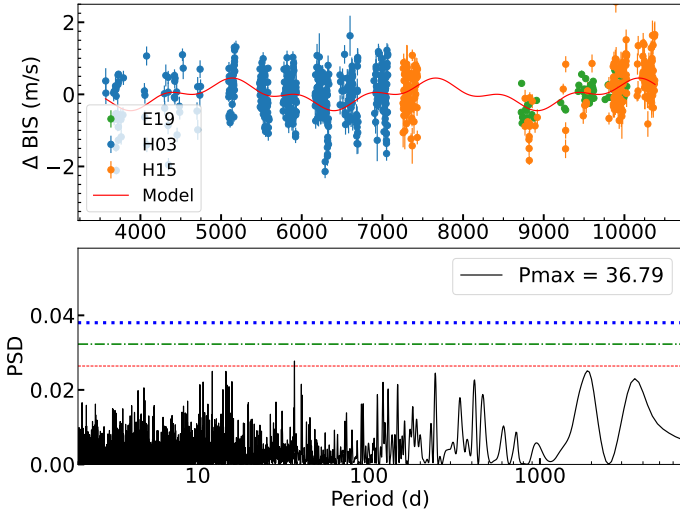 Δ BIS (m/s)
2
0
−2
E19
H03
H15
Model
4000 5000 6000 7000 8000 9000 10000
Pmax = 36.79
PSD
0.04
0.02
0.00
10 100 1000
Period (d)